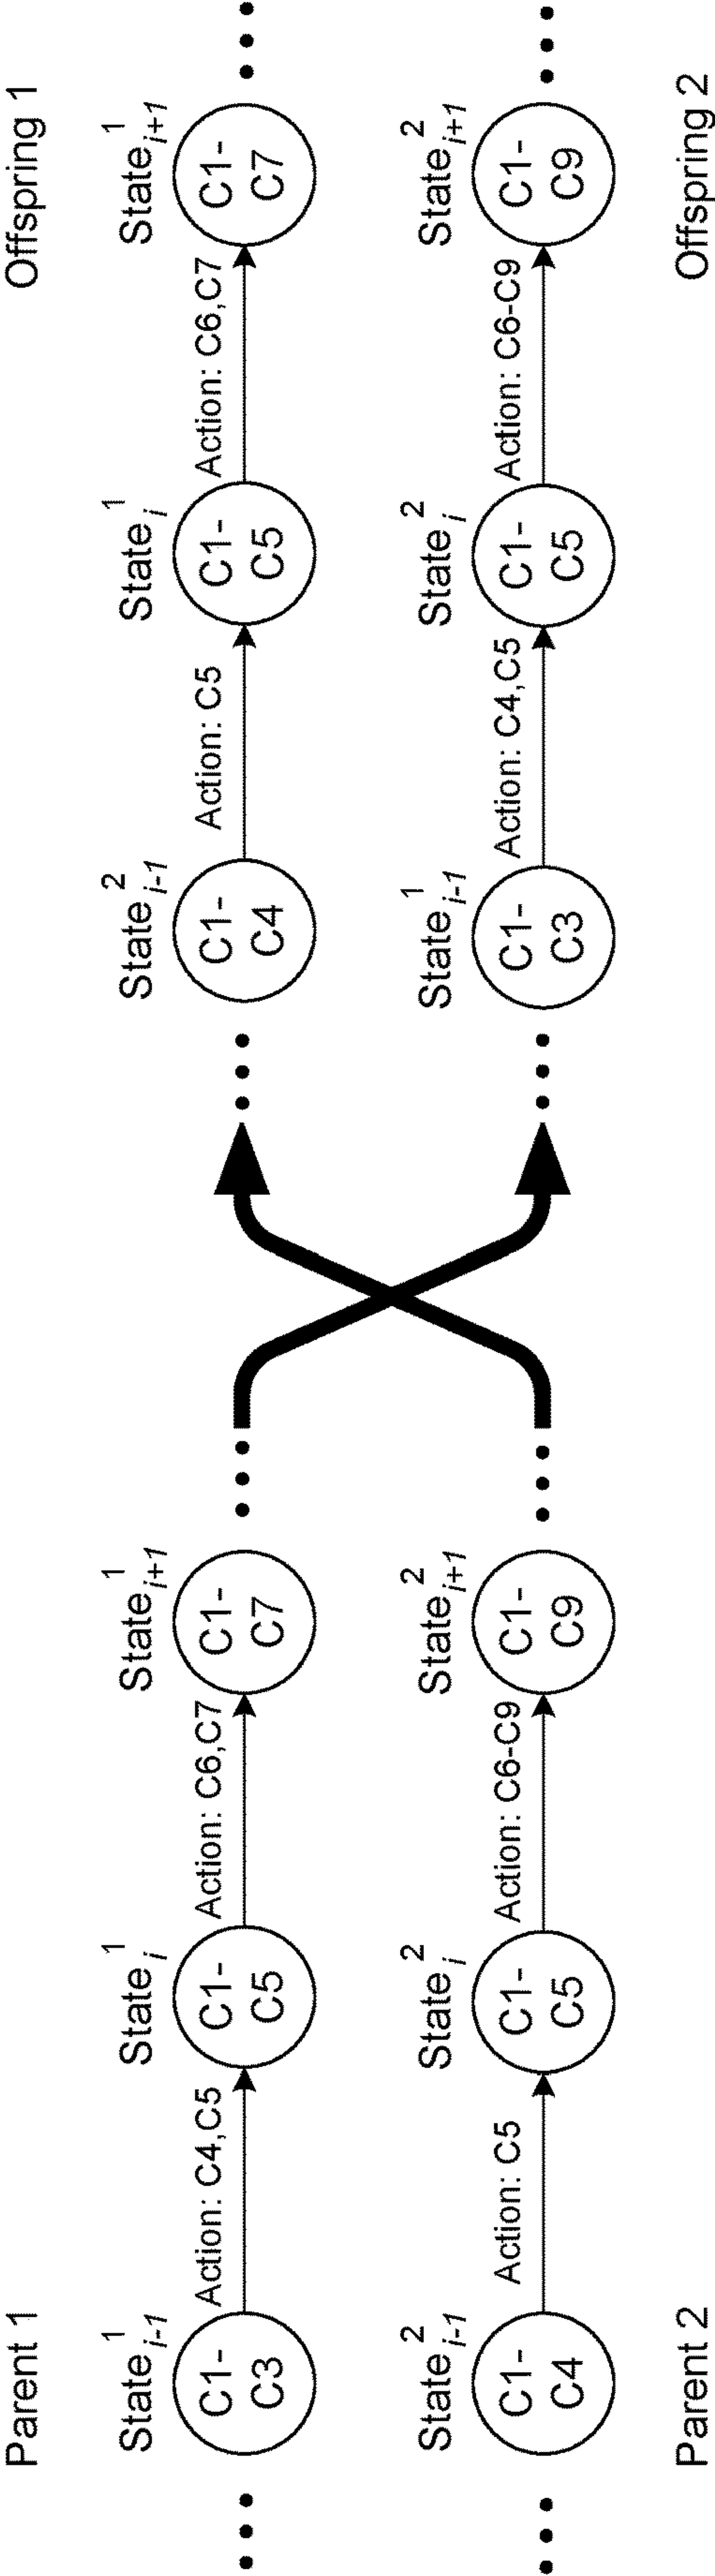 Parent 1
State¹ᵢ₋₁
State¹ᵢ
State¹ᵢ₊₁
C1-
C3
Action: C4,C5
C1-
C5
Action: C6,C7
C1-
C7
State²ᵢ₋₁
State²ᵢ
State²ᵢ₊₁
C1-
C4
Action: C5
C1-
C5
Action: C6-C9
C1-
C9
Parent 2
Offspring 1
State²ᵢ₋₁
State¹ᵢ
State¹ᵢ₊₁
C1-
C4
Action: C5
C1-
C5
Action: C6,C7
C1-
C7
State¹ᵢ₋₁
State²ᵢ
State²ᵢ₊₁
C1-
C3
Action: C4,C5
C1-
C5
Action: C6-C9
C1-
C9
Offspring 2